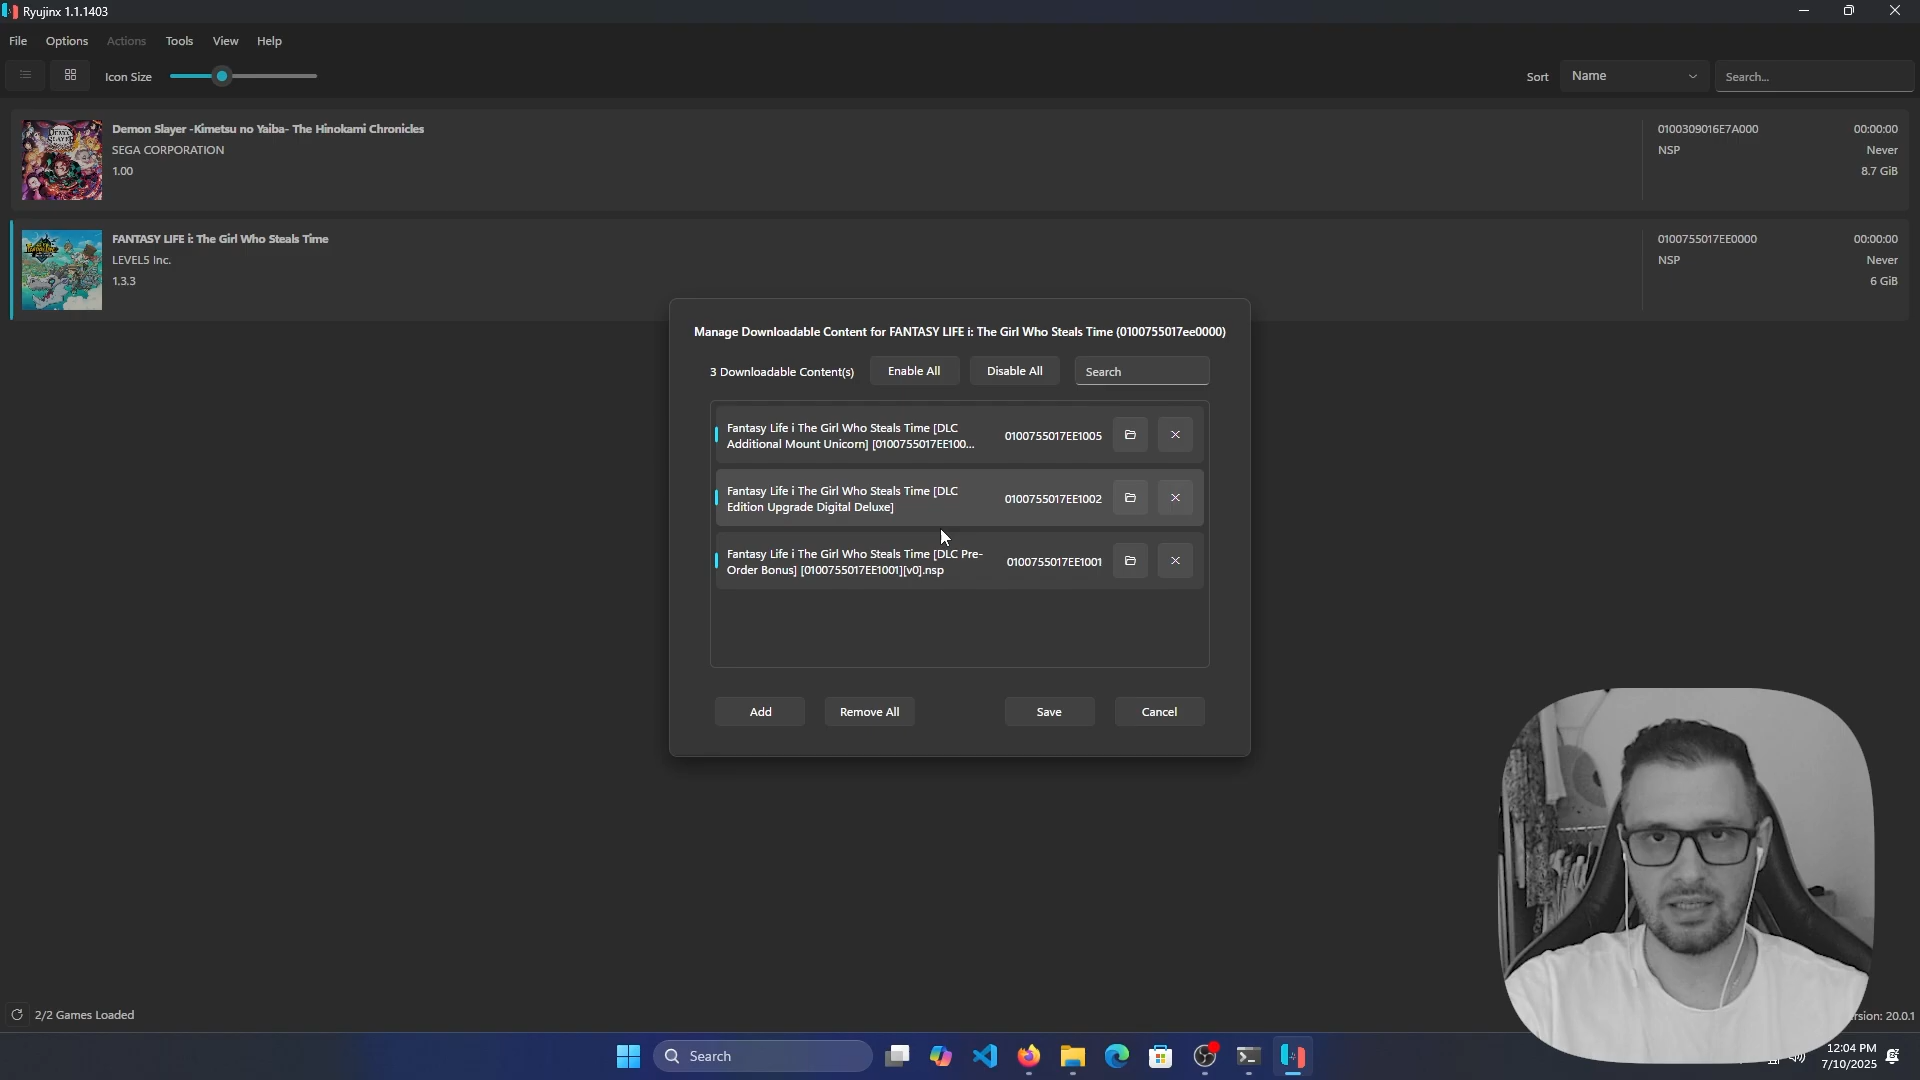 Ryujinx 1.1.1403
File Options Actions Tools View Help
Icon Size
Sort Name Search...
Demon Slayer -Kimetsu no Yaiba- The Hinokami Chronicles
SEGA CORPORATION
1.00
0100309016E7A000 00:00:00
NSP Never
8.7 GiB
FANTASY LIFE i: The Girl Who Steals Time
LEVEL5 Inc.
1.3.3
0100755017EE0000 00:00:00
NSP Never
6 GiB
Manage Downloadable Content for FANTASY LIFE i: The Girl Who Steals Time (0100755017ee0000)
3 Downloadable Content(s) Enable All Disable All Search
Fantasy Life i The Girl Who Steals Time [DLC
Additional Mount Unicorn] [0100755017EE100...
0100755017EE1005
Fantasy Life i The Girl Who Steals Time [DLC
Edition Upgrade Digital Deluxe]
0100755017EE1002
Fantasy Life i The Girl Who Steals Time [DLC Pre-
Order Bonus] [0100755017EE1001][v0].nsp
0100755017EE1001
Add Remove All Save Cancel
2/2 Games Loaded
ersion: 20.0.1
Search
12:04 PM
7/10/2025